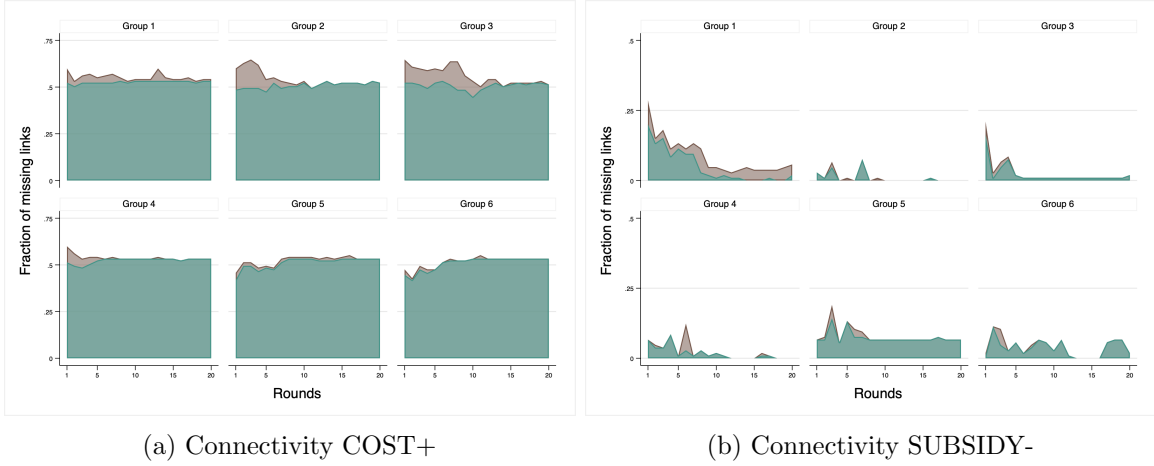 Group 1 Group 2 Group 3
.75
.5
.25
0
Group 4 Group 5 Group 6
.75
.5
.25
0
1 5 10 15 20 1 5 10 15 20 1 5 10 15 20
Fraction of missing links
Rounds
(a) Connectivity COST+
Group 1 Group 2 Group 3
.5
.25
0
Group 4 Group 5 Group 6
.5
.25
0
1 5 10 15 20 1 5 10 15 20 1 5 10 15 20
Fraction of missing links
Rounds
(b) Connectivity SUBSIDY-